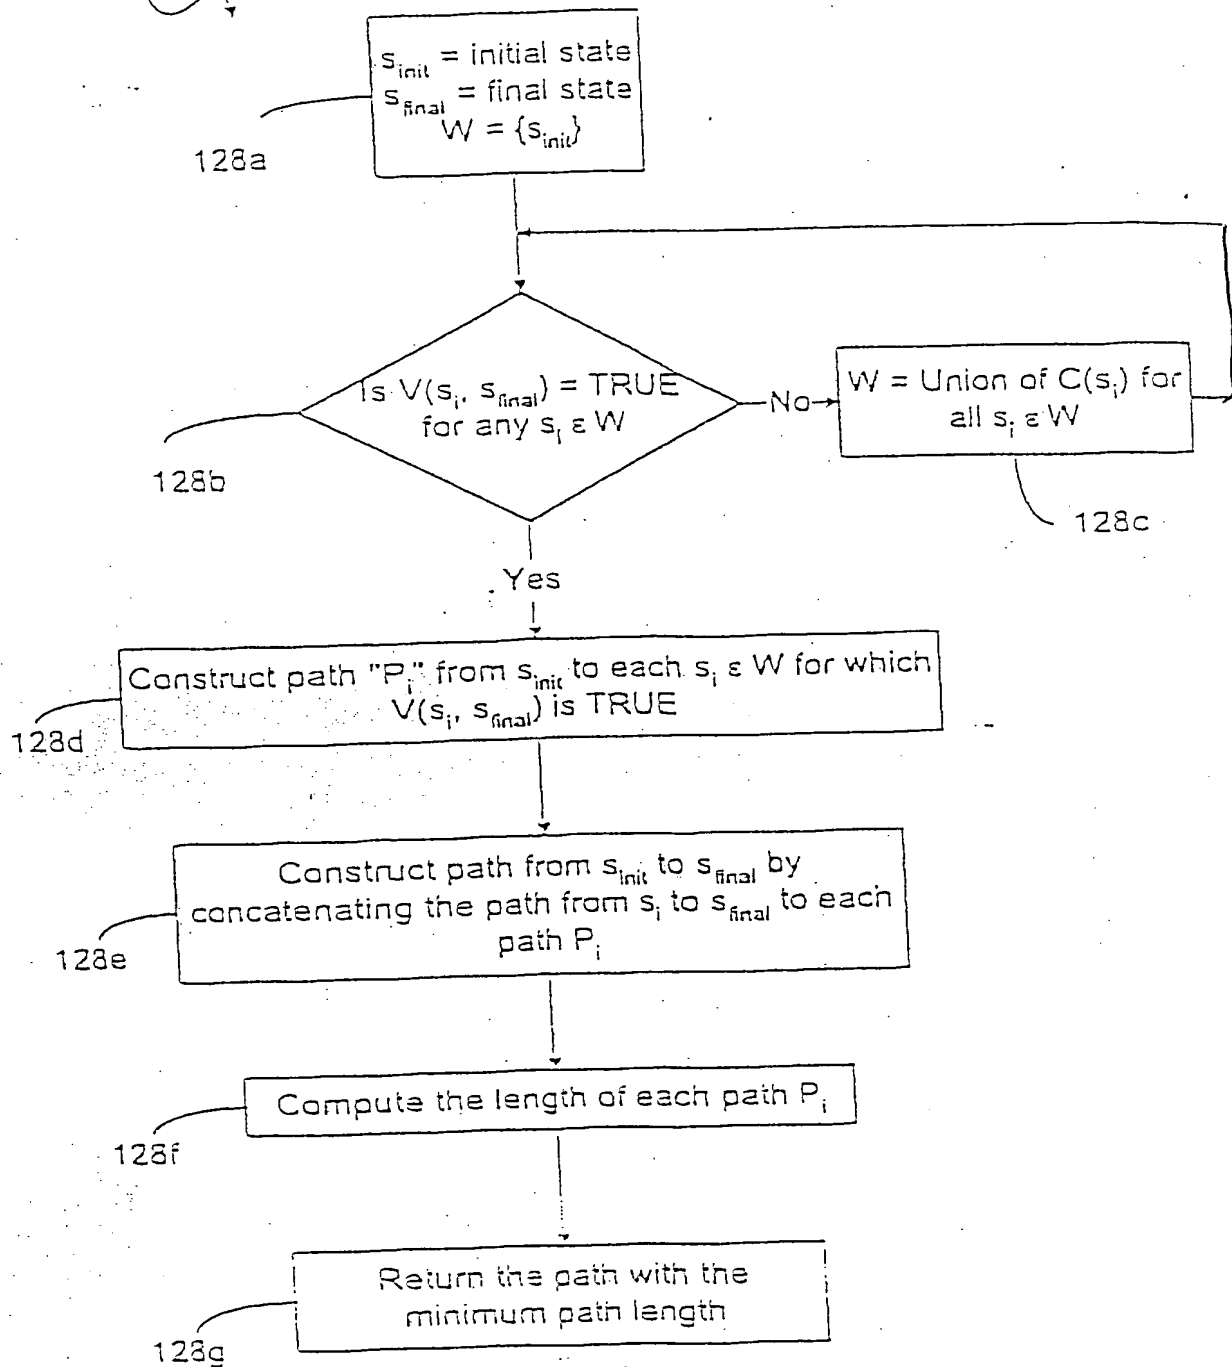 s_init = initial state
s_final = final state
W = {s_init}
128a
Is V(s_i, s_final) = TRUE
for any s_i ε W
128b
No
W = Union of C(s_i) for
all s_i ε W
128c
Yes
Construct path "P_i" from s_init to each s_i ε W for which
V(s_i, s_final) is TRUE
128d
Construct path from s_init to s_final by
concatenating the path from s_i to s_final to each
path P_i
128e
Compute the length of each path P_i
128f
Return the path with the
minimum path length
128g